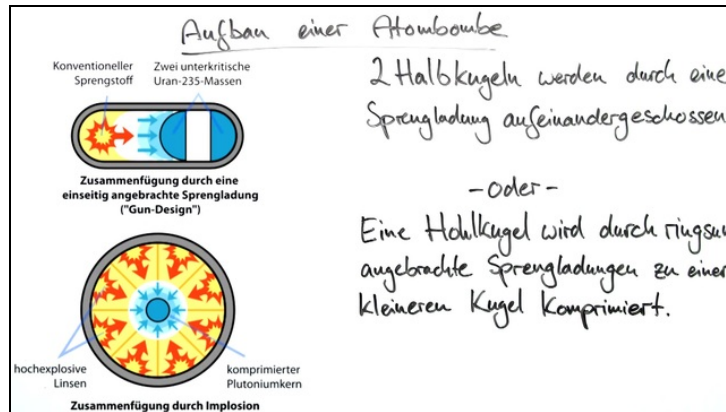 Aufbau einer Atombombe
Konventioneller
Sprengstoff
Zwei unterkritische
Uran-235-Massen
Zusammenfügung durch eine
einseitig angebrachte Sprengladung
("Gun-Design")
hochexplosive
Linsen
komprimierter
Plutoniumkern
Zusammenfügung durch Implosion
2 Halbkugeln werden durch eine
Sprengladung aufeinandergeschossen
-oder-
Eine Hohlkugel wird durch ringsum
angebrachte Sprengladungen zu einer
kleineren Kugel komprimiert.